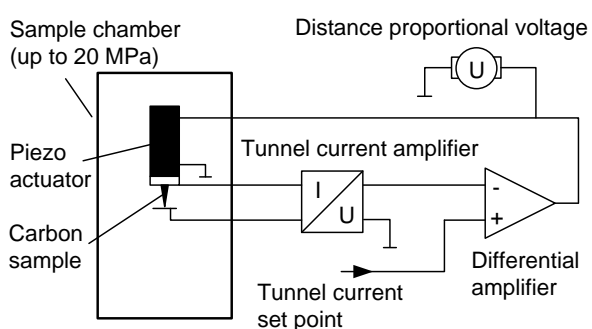 Sample chamber
(up to 20 MPa)
Distance proportional voltage
U
Piezo
actuator
Tunnel current amplifier
I
U
-
+
Carbon
sample
Tunnel current
set point
Differential
amplifier